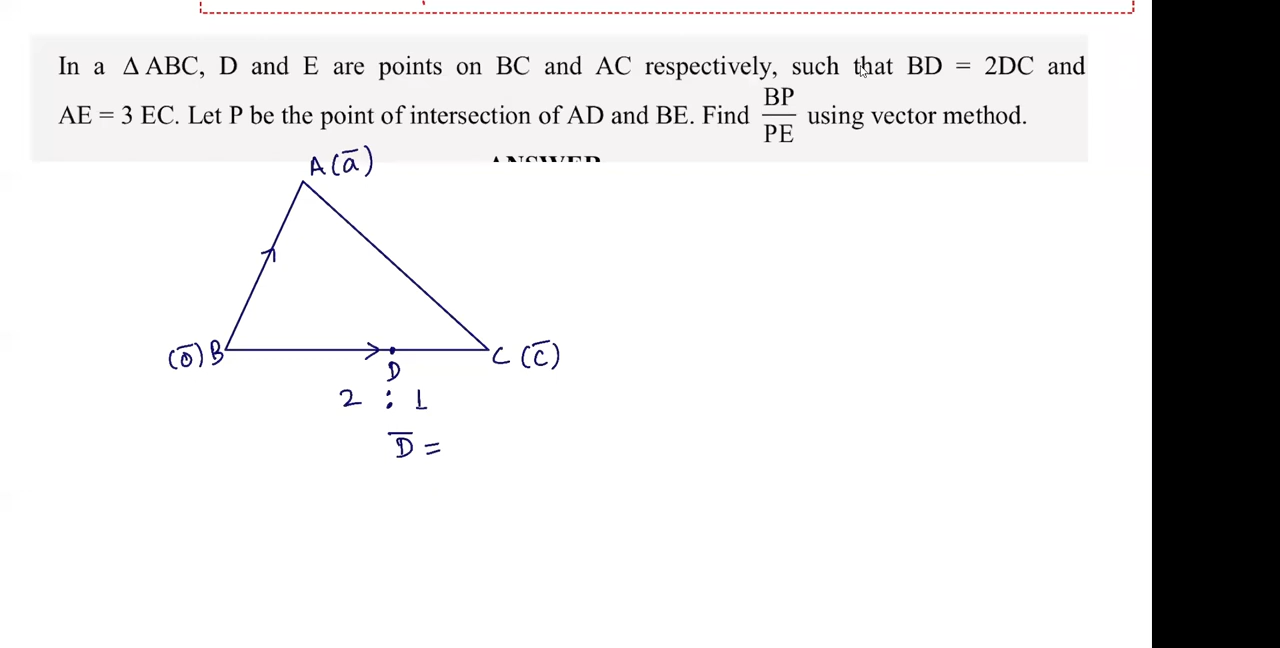 In a Δ ABC, D and E are points on BC and AC respectively, such that BD = 2DC and
AE = 3 EC. Let P be the point of intersection of AD and BE. Find BP/PE using vector method.
A(a̅)
(o̅)B
C (c̅)
D
2 : 1
D̅ =